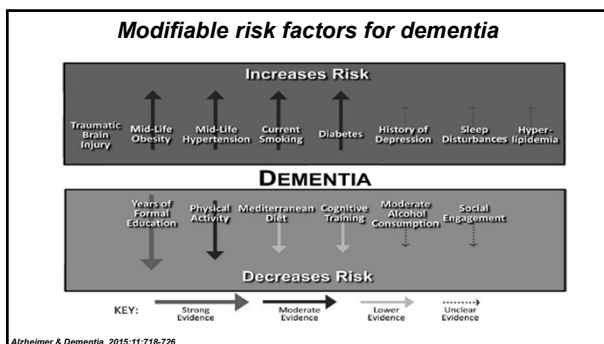 Modifiable risk factors for dementia
Increases Risk
Traumatic Brain Injury
Mid-Life Obesity
Mid-Life Hypertension
Current Smoking
Diabetes
History of Depression
Sleep Disturbances
Hyper-lipidemia
DEMENTIA
Years of Formal Education
Physical Activity
Mediterranean Diet
Cognitive Training
Moderate Alcohol Consumption
Social Engagement
Decreases Risk
KEY:
Strong Evidence
Moderate Evidence
Lower Evidence
Unclear Evidence
Alzheimer & Dementia 2015;11:718-726